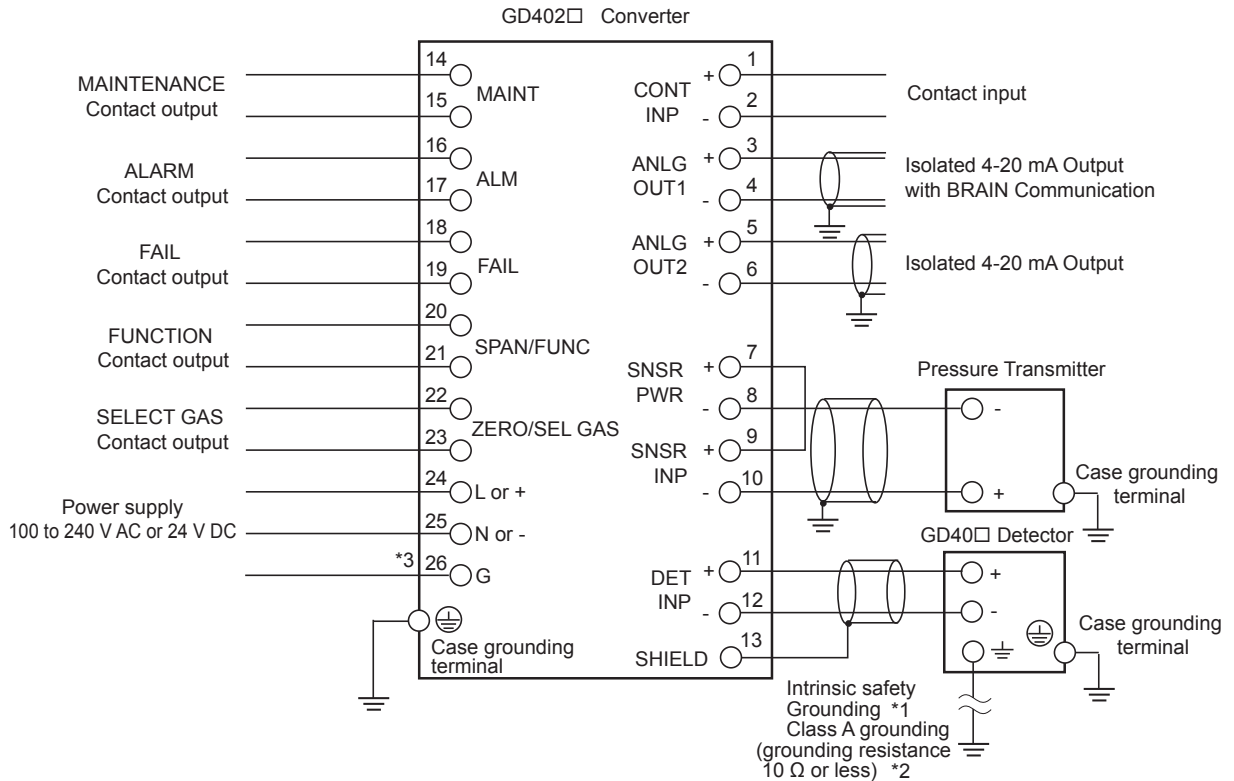 GD402□ Converter
MAINTENANCE
Contact output
ALARM
Contact output
FAIL
Contact output
FUNCTION
Contact output
SELECT GAS
Contact output
Power supply
100 to 240 V AC or 24 V DC
*3
14
15
MAINT
16
17
ALM
18
19
FAIL
20
21
SPAN/FUNC
22
23
ZERO/SEL GAS
24
L or +
25
N or -
26
G
Case grounding
terminal
CONT
INP
+
1
-
2
ANLG
OUT1
+
3
-
4
ANLG
OUT2
+
5
-
6
SNSR
PWR
+
7
-
8
SNSR
INP
+
9
-
10
DET
INP
+
11
-
12
SHIELD
13
Contact input
Isolated 4-20 mA Output
with BRAIN Communication
Isolated 4-20 mA Output
Pressure Transmitter
-
+
Case grounding
terminal
GD40□ Detector
+
-
Case grounding
terminal
Intrinsic safety
Grounding *1
Class A grounding
(grounding resistance
10 Ω or less) *2